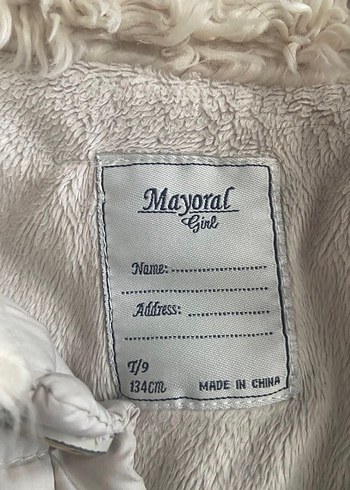 Mayoral
Girl
Name:
Address:
T/9
134cm MADE IN CHINA